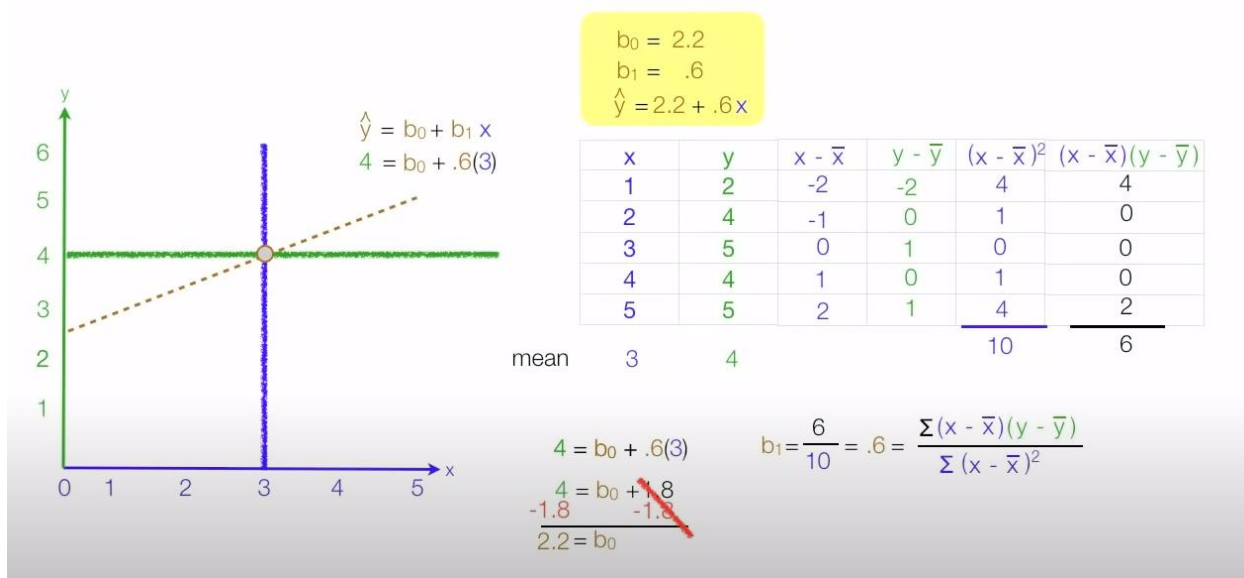 b₀ = 2.2
b₁ = .6
ŷ = 2.2 + .6x
y
ŷ = b₀ + b₁ x
4 = b₀ + .6(3)
6
5
4
3
2
1
0 1 2 3 4 5 x
x y x - x̅ y - y̅ (x - x̅)² (x - x̅)(y - y̅)
1 2 -2 -2 4 4
2 4 -1 0 1 0
3 5 0 1 0 0
4 4 1 0 1 0
5 5 2 1 4 2
10 6
mean 3 4
4 = b₀ + .6(3)
4 = b₀ + 1.8
-1.8 -1.8
2.2 = b₀
b₁ = 6/10 = .6 = Σ(x - x̅)(y - y̅) / Σ(x - x̅)²